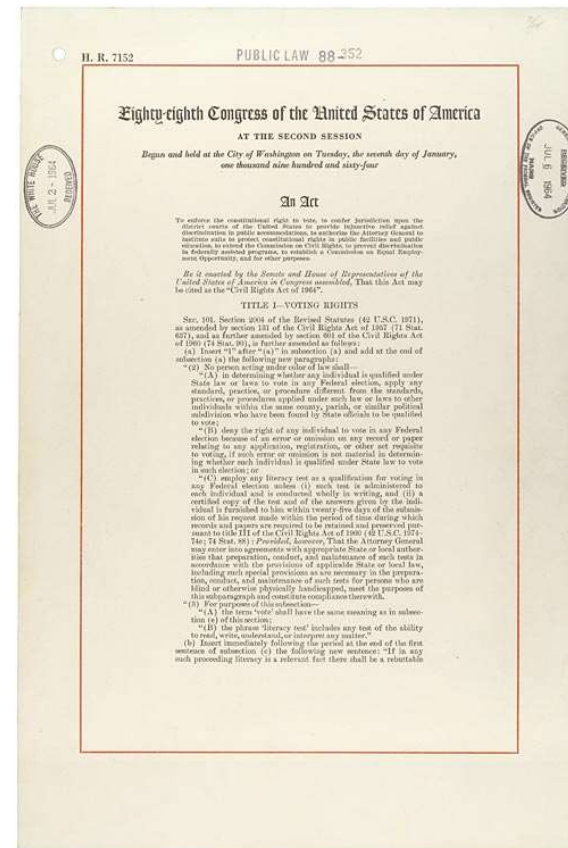 H. R. 7152
PUBLIC LAW 88-352
Eighty-eighth Congress of the United States of America
AT THE SECOND SESSION
Begun and held at the City of Washington on Tuesday, the seventh day of January,
one thousand nine hundred and sixty-four
THE WHITE HOUSE
JUL 2 - 1964
RECEIVED
RECEIVED
JUL 6 1964
An Act
To enforce the constitutional right to vote, to confer jurisdiction upon the
district courts of the United States to provide injunctive relief against
discrimination in public accommodations, to authorize the Attorney General to
institute suits to protect constitutional rights in public facilities and public
education, to extend the Commission on Civil Rights, to prevent discrimination
in federally assisted programs, to establish a Commission on Equal Employ-
ment Opportunity, and for other purposes.
Be it enacted by the Senate and House of Representatives of the
United States of America in Congress assembled, That this Act may
be cited as the "Civil Rights Act of 1964".
TITLE I—VOTING RIGHTS
SEC. 101. Section 2004 of the Revised Statutes (42 U.S.C. 1971),
as amended by section 131 of the Civil Rights Act of 1957 (71 Stat.
637), and as further amended by section 601 of the Civil Rights Act
of 1960 (74 Stat. 90), is further amended as follows:
(a) Insert "1" after "(a)" in subsection (a) and add at the end of
subsection (a) the following new paragraphs:
"(2) No person acting under color of law shall—
"(A) in determining whether any individual is qualified under
State law or laws to vote in any Federal election, apply any
standard, practice, or procedure different from the standards,
practices, or procedures applied under such law or laws to other
individuals within the same county, parish, or similar political
subdivision who have been found by State officials to be qualified
to vote;
"(B) deny the right of any individual to vote in any Federal
election because of an error or omission on any record or paper
relating to any application, registration, or other act requisite
to voting, if such error or omission is not material in determin-
ing whether such individual is qualified under State law to vote
in such election; or
"(C) employ any literacy test as a qualification for voting in
any Federal election unless (i) such test is administered to
each individual and is conducted wholly in writing, and (ii) a
certified copy of the test and of the answers given by the indi-
vidual is furnished to him within twenty-five days of the submis-
sion of his request made within the period of time during which
records and papers are required to be retained and preserved pur-
suant to title III of the Civil Rights Act of 1960 (42 U.S.C. 1974-
74e; 74 Stat. 88): Provided, however, That the Attorney General
may enter into agreements with appropriate State or local author-
ities that preparation, conduct, and maintenance of such tests in
accordance with the provisions of applicable State or local law,
including such special provisions as are necessary in the prepara-
tion, conduct, and maintenance of such tests for persons who are
blind or otherwise physically handicapped, meet the purposes of
this subparagraph and constitute compliance therewith.
"(3) For purposes of this subsection—
"(A) the term 'vote' shall have the same meaning as in subsec-
tion (e) of this section;
"(B) the phrase 'literacy test' includes any test of the ability
to read, write, understand, or interpret any matter."
(b) Insert immediately following the period at the end of the first
sentence of subsection (c) the following new sentence: "If in any
such proceeding literacy is a relevant fact there shall be a rebuttable